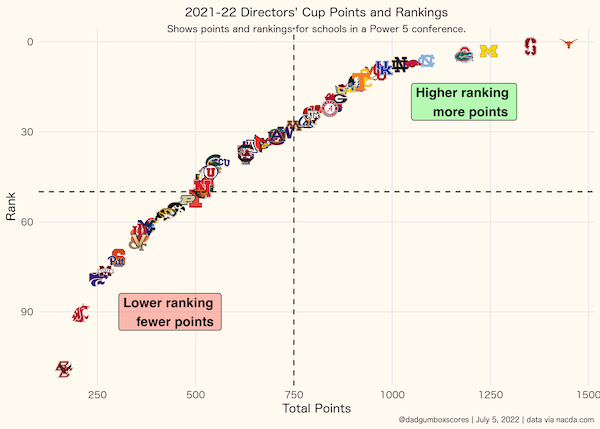 2021-22 Directors' Cup Points and Rankings
Shows points and rankings for schools in a Power 5 conference.
0
Higher ranking
more points
30
Rank
60
Lower ranking
fewer points
90
250
500
750
1000
1250
1500
Total Points
@dadgumboxscores | July 5, 2022 | data via nacda.com